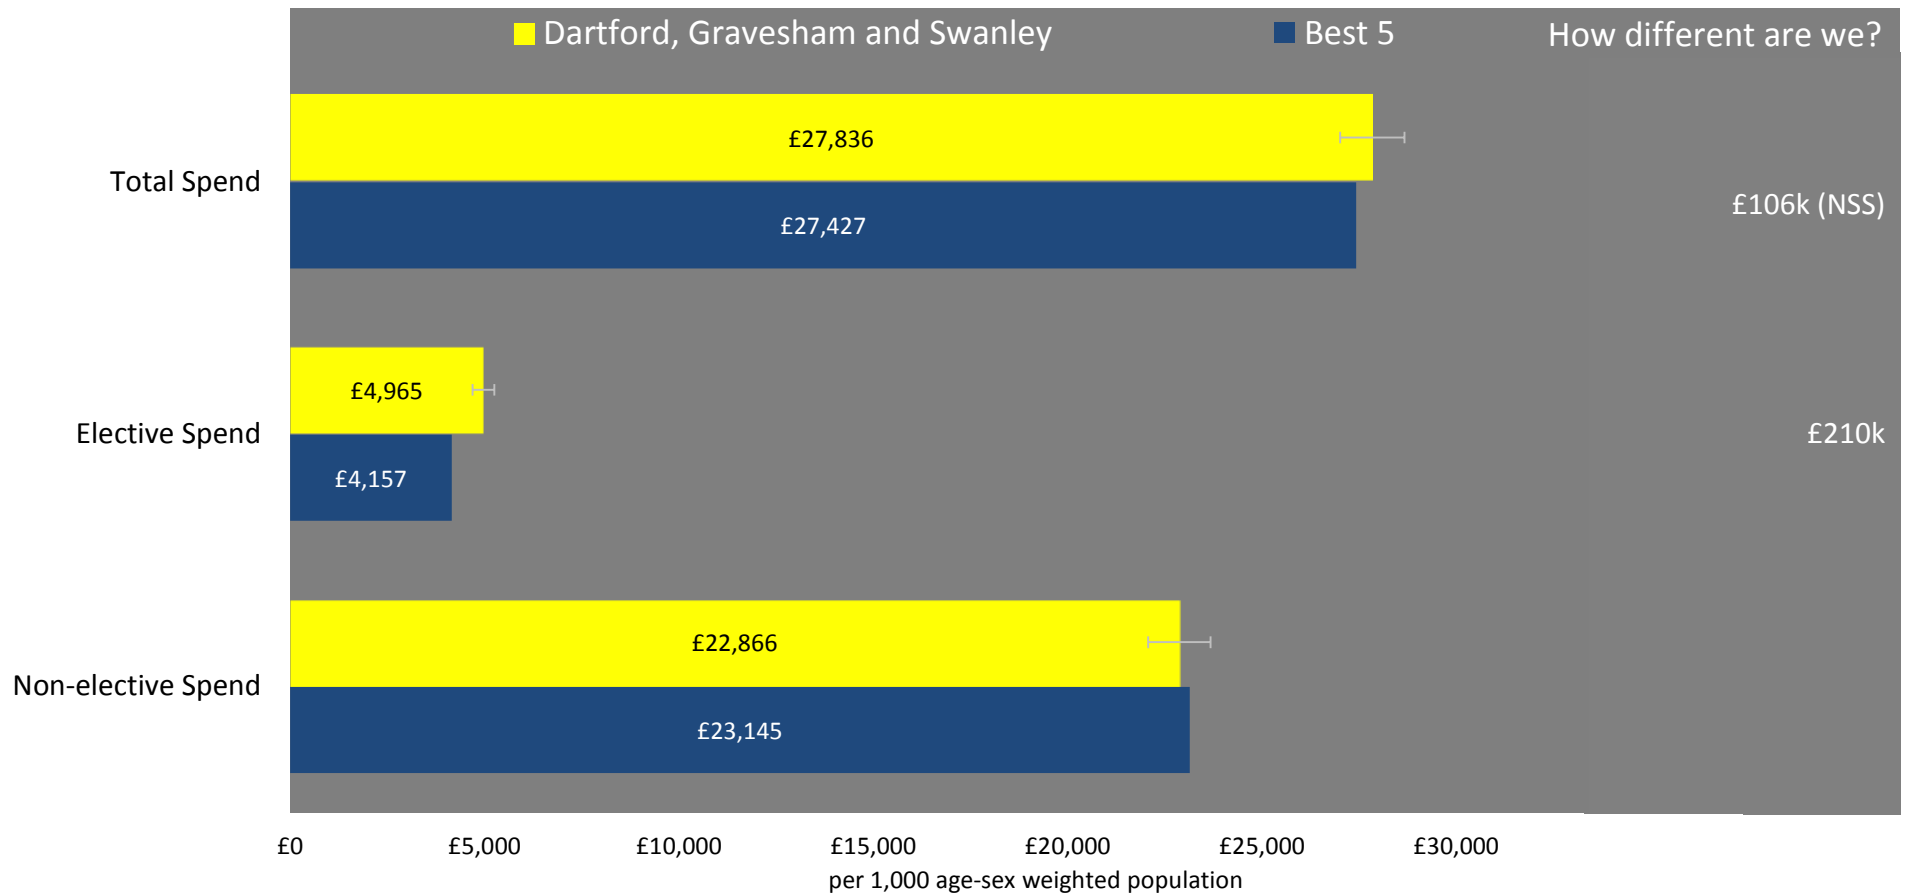 Dartford, Gravesham and Swanley Best 5 How different are we?
Total Spend
£27,836
£27,427
£106k (NSS)
Elective Spend
£4,965
£4,157
£210k
Non-elective Spend
£22,866
£23,145
£0 £5,000 £10,000 £15,000 £20,000 £25,000 £30,000
per 1,000 age-sex weighted population